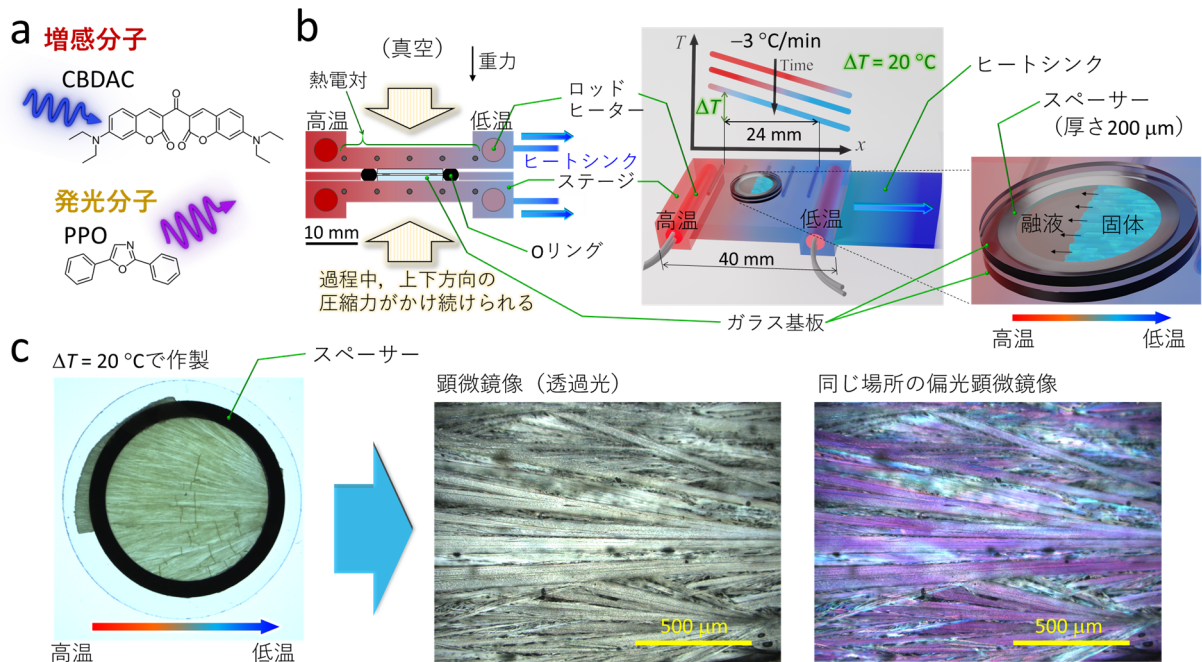 a
増感分子
CBDAC
O
O
O
O
O
N
N
発光分子
PPO
N
O
b
（真空）
重力
熱電対
高温
低温
ロッド
ヒーター
ヒートシンク
ステージ
10 mm
Oリング
過程中，上下方向の
圧縮力がかけ続けられる
T
−3 °C/min
Time
ΔT = 20 °C
ΔT
24 mm
x
ヒートシンク
高温
低温
40 mm
ガラス基板
スペーサー
（厚さ200 μm）
融液
固体
高温
低温
c
ΔT = 20 °Cで作製
スペーサー
高温
低温
顕微鏡像（透過光）
500 μm
同じ場所の偏光顕微鏡像
500 μm